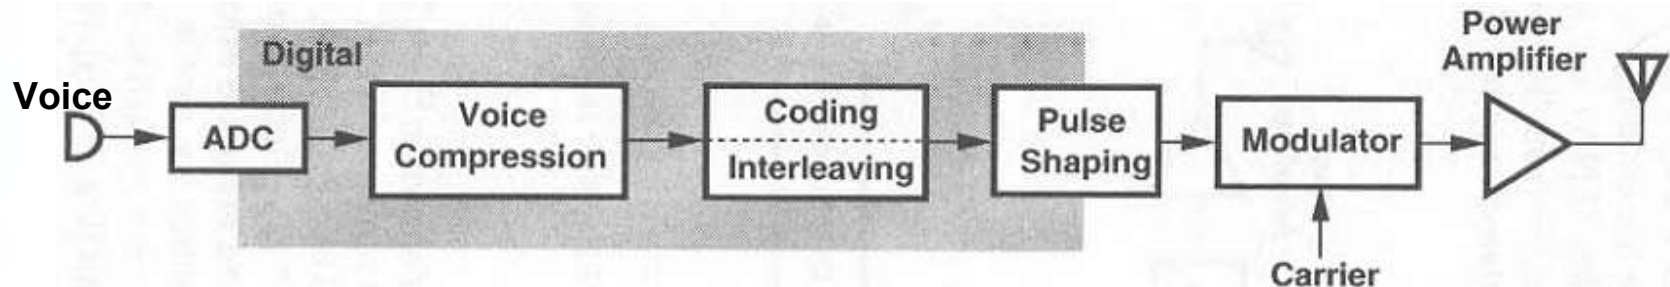 Digital
Voice
ADC
Voice
Compression
Coding
Interleaving
Pulse
Shaping
Modulator
Carrier
Power
Amplifier